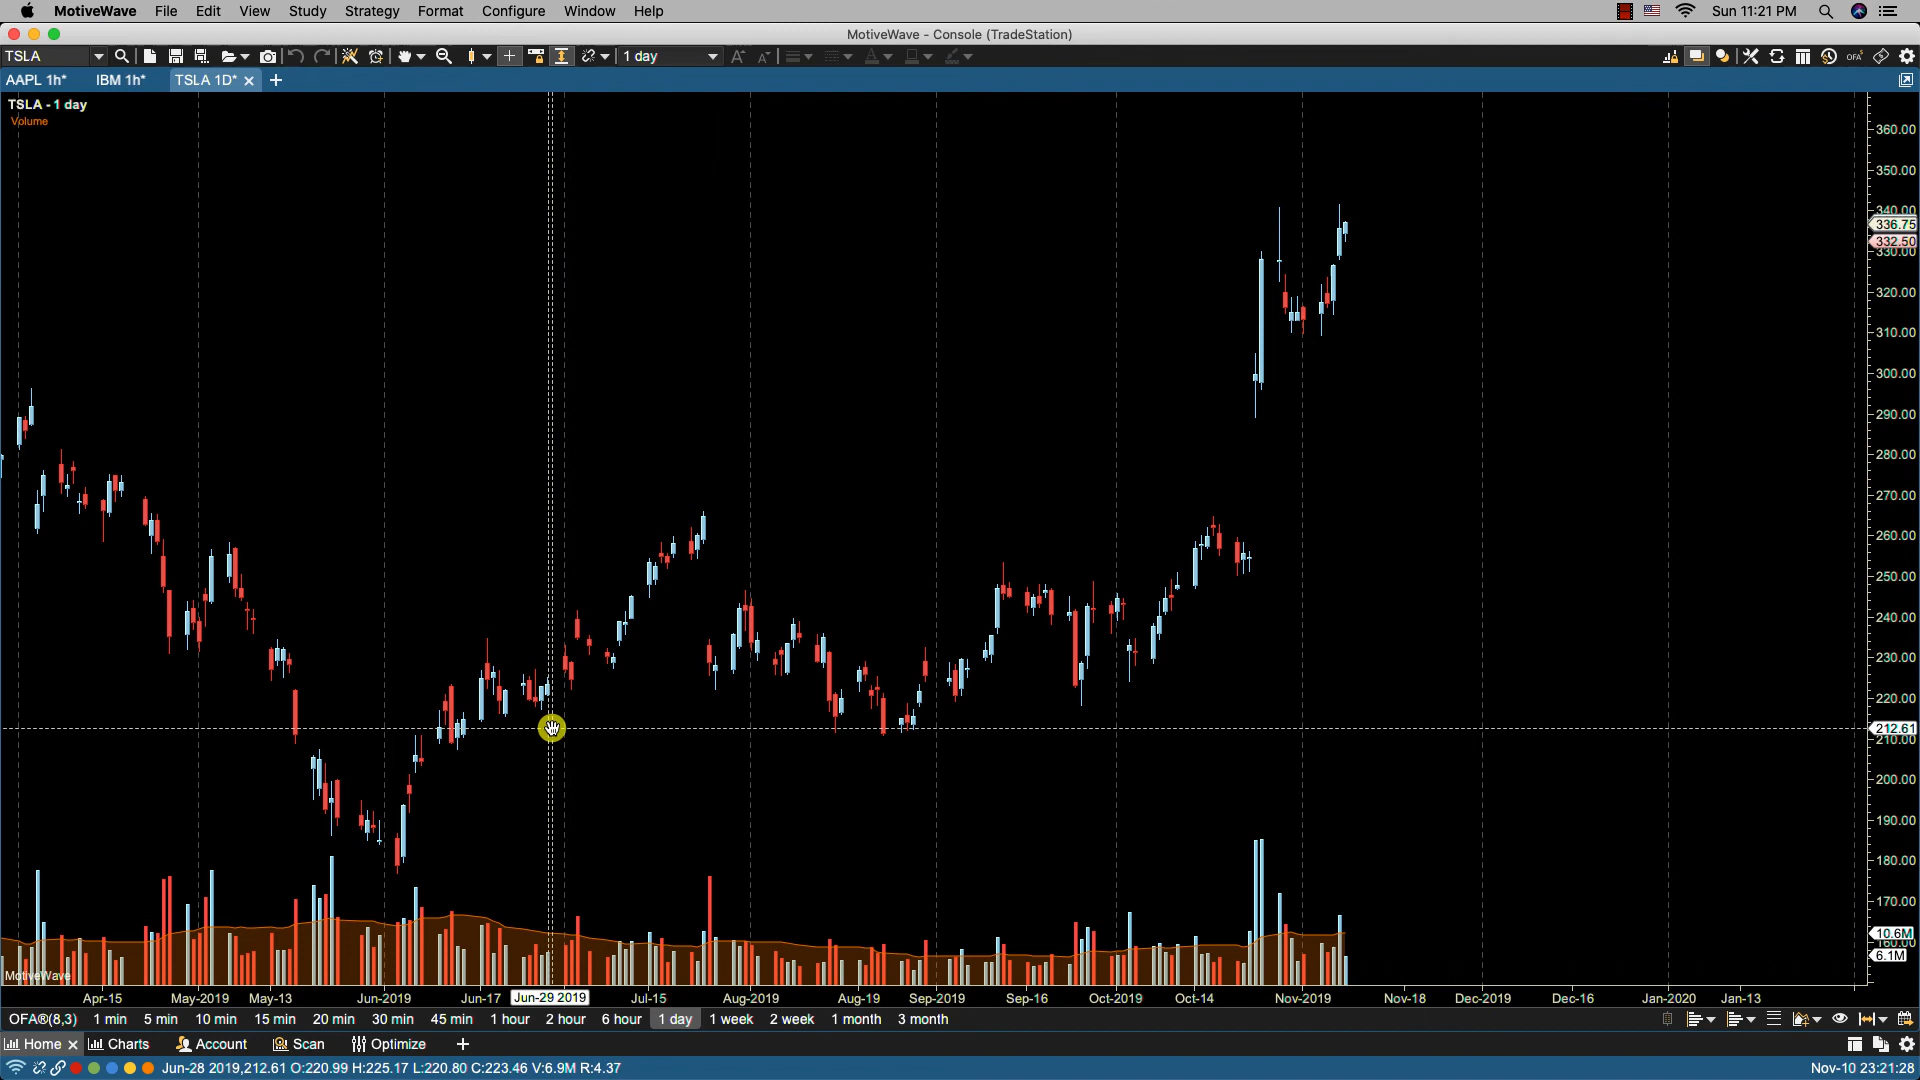 MotiveWave File Edit View Study Strategy Format Configure Window Help Sun 11:21 PM
MotiveWave - Console (TradeStation)
TSLA 1 day
AAPL 1h* IBM 1h* TSLA 1D*
TSLA - 1 day
Volume
360.00
350.00
340.00
336.75
332.50
330.00
320.00
310.00
300.00
290.00
280.00
270.00
260.00
250.00
240.00
230.00
220.00
212.61
210.00
200.00
190.00
180.00
170.00
10.6M
160.00
6.1M
MotiveWave
Apr-15 May-2019 May-13 Jun-2019 Jun-17 Jun-29 2019 Jul-15 Aug-2019 Aug-19 Sep-2019 Sep-16 Oct-2019 Oct-14 Nov-2019 Nov-18 Dec-2019 Dec-16 Jan-2020 Jan-13
OFA®(8,3) 1 min 5 min 10 min 15 min 20 min 30 min 45 min 1 hour 2 hour 6 hour 1 day 1 week 2 week 1 month 3 month
Home Charts Account Scan Optimize
Jun-28 2019,212.61 O:220.99 H:225.17 L:220.80 C:223.46 V:6.9M R:4.37 Nov-10 23:21:28